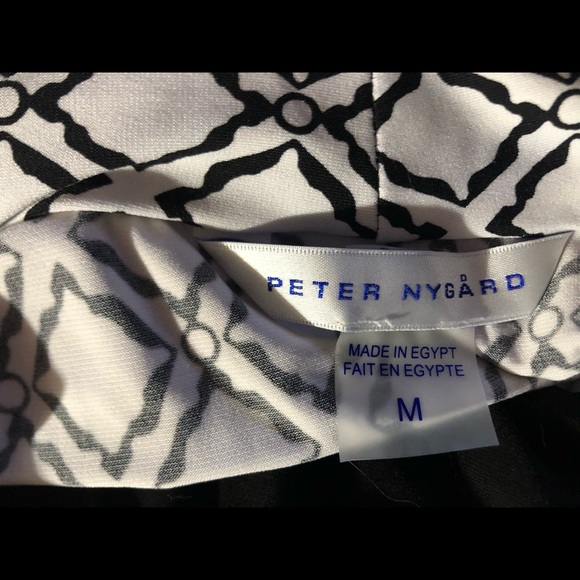 PETER NYGÅRD
MADE IN EGYPT
FAIT EN EGYPTE
M